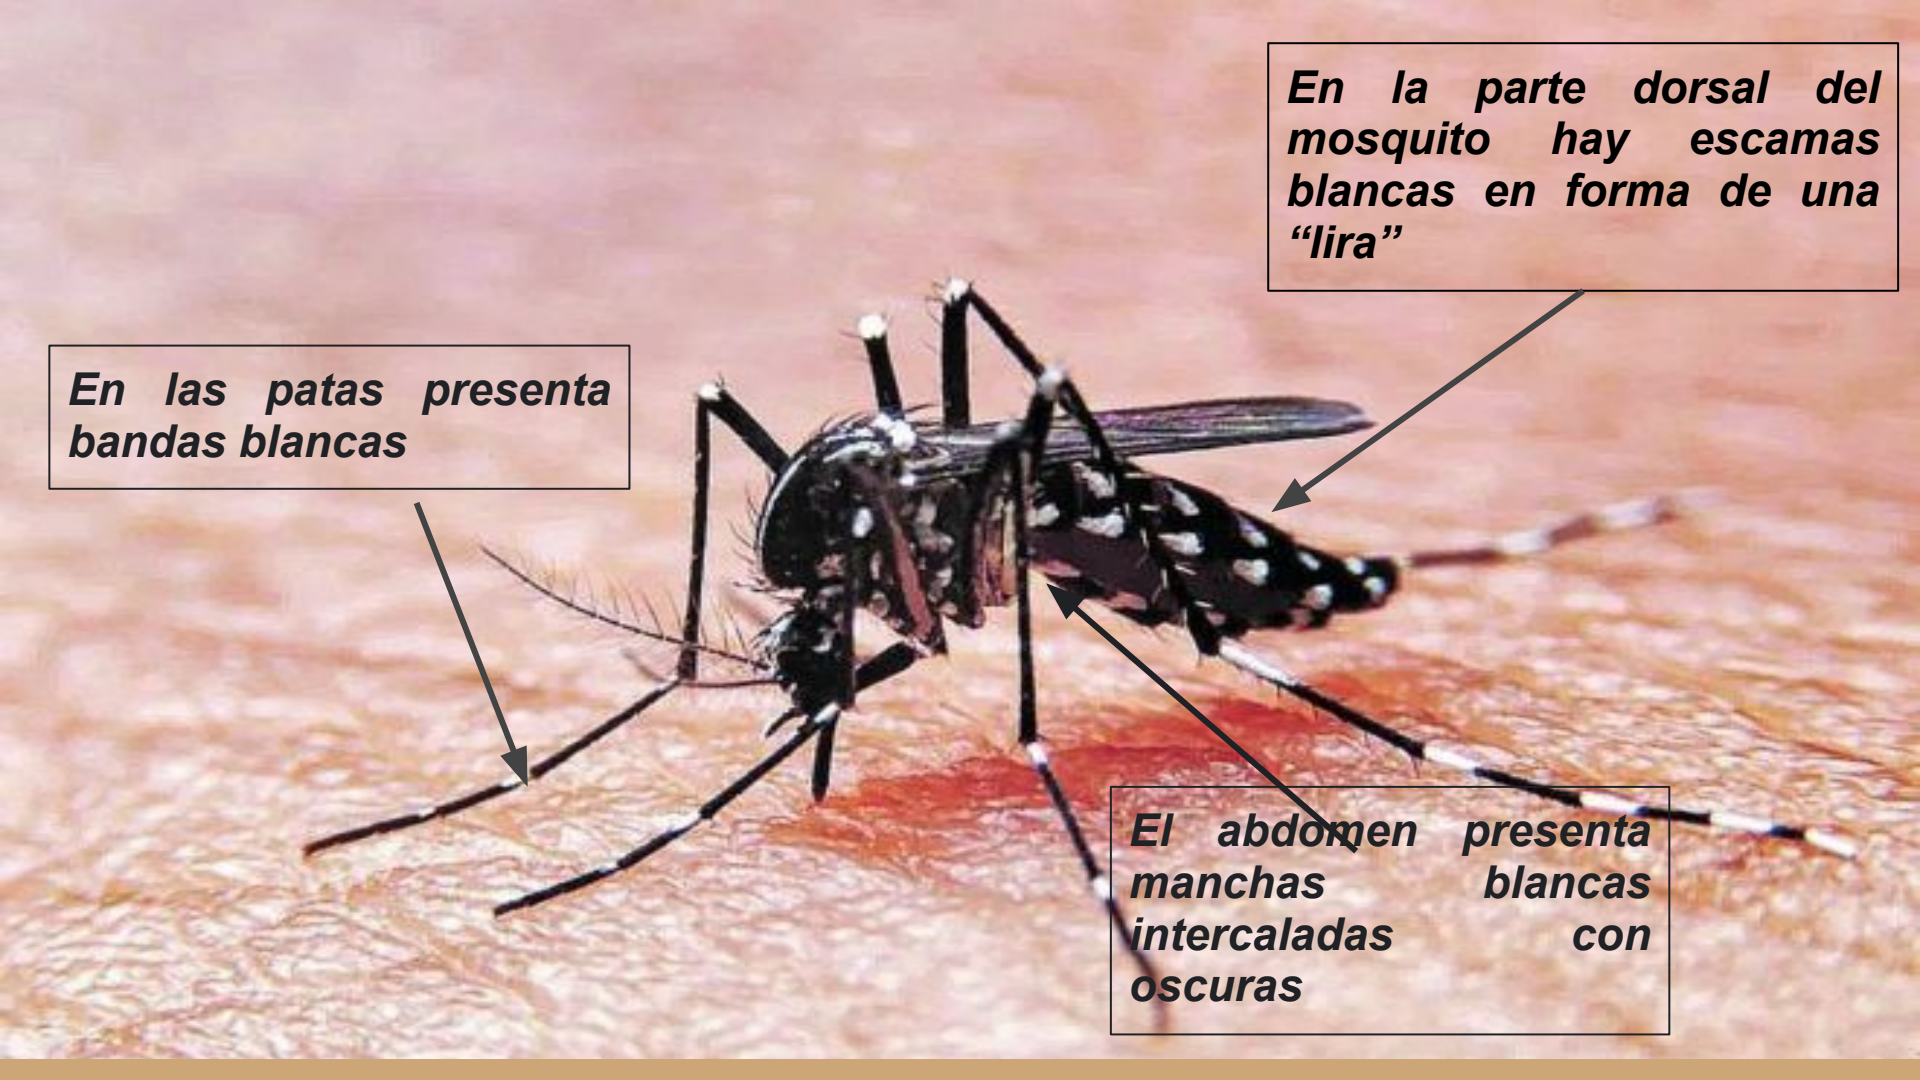 En la parte dorsal del
mosquito hay escamas
blancas en forma de una
“lira”
En las patas presenta
bandas blancas
El abdomen presenta
manchas blancas
intercaladas con
oscuras